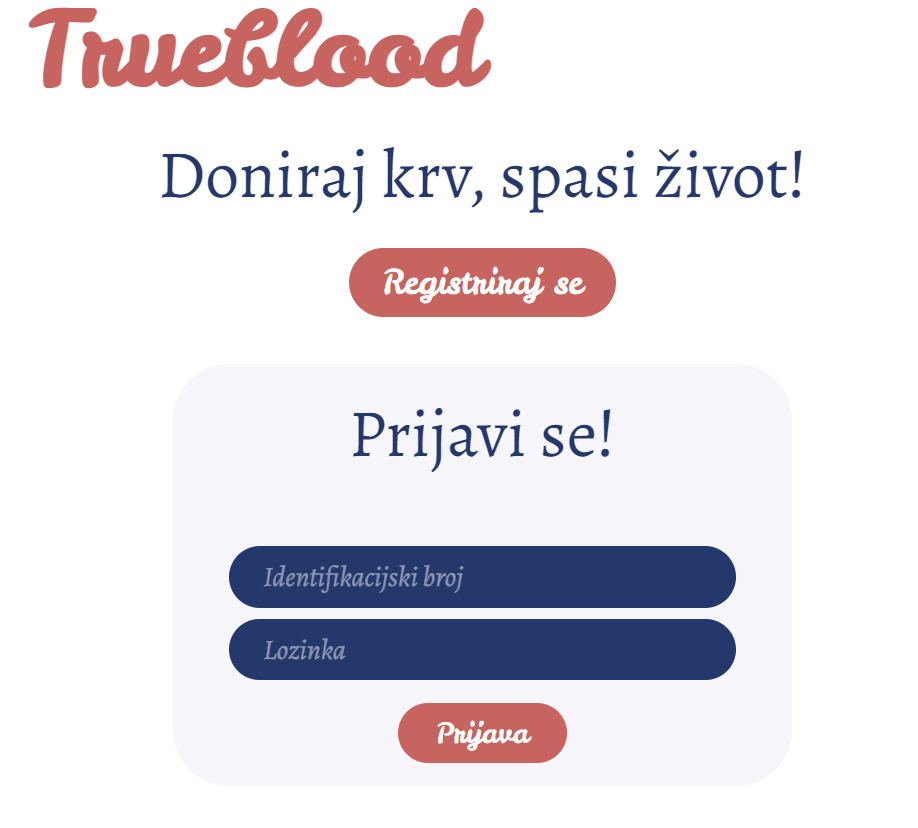 Trueblood
Doniraj krv, spasi život!
Registriraj se
Prijavi se!
Identifikacijski broj
Lozinka
Prijava